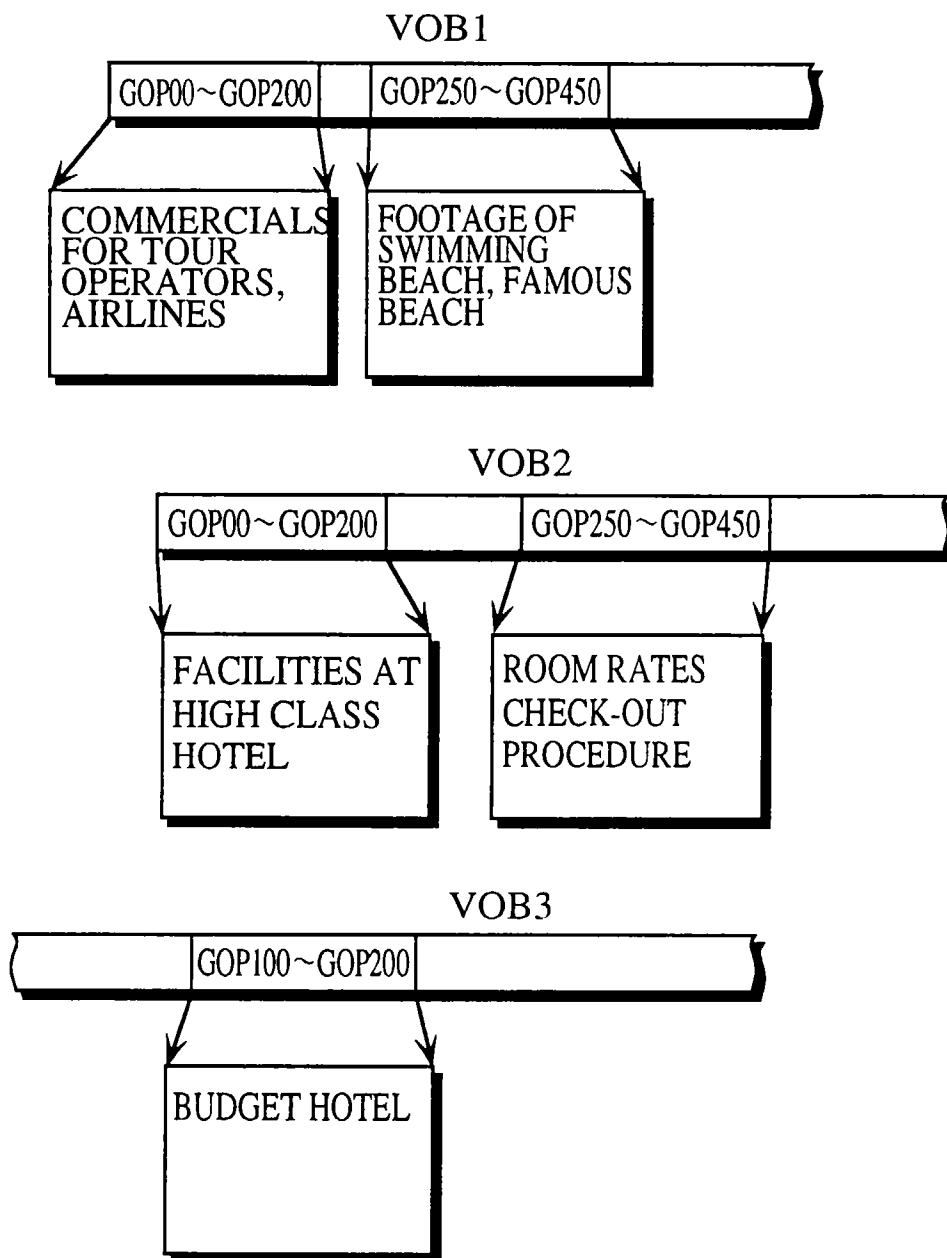 VOB1
GOP00~GOP200
GOP250~GOP450
COMMERCIALS
FOR TOUR
OPERATORS,
AIRLINES
FOOTAGE OF
SWIMMING
BEACH, FAMOUS
BEACH
VOB2
GOP00~GOP200
GOP250~GOP450
FACILITIES AT
HIGH CLASS
HOTEL
ROOM RATES
CHECK-OUT
PROCEDURE
VOB3
GOP100~GOP200
BUDGET HOTEL